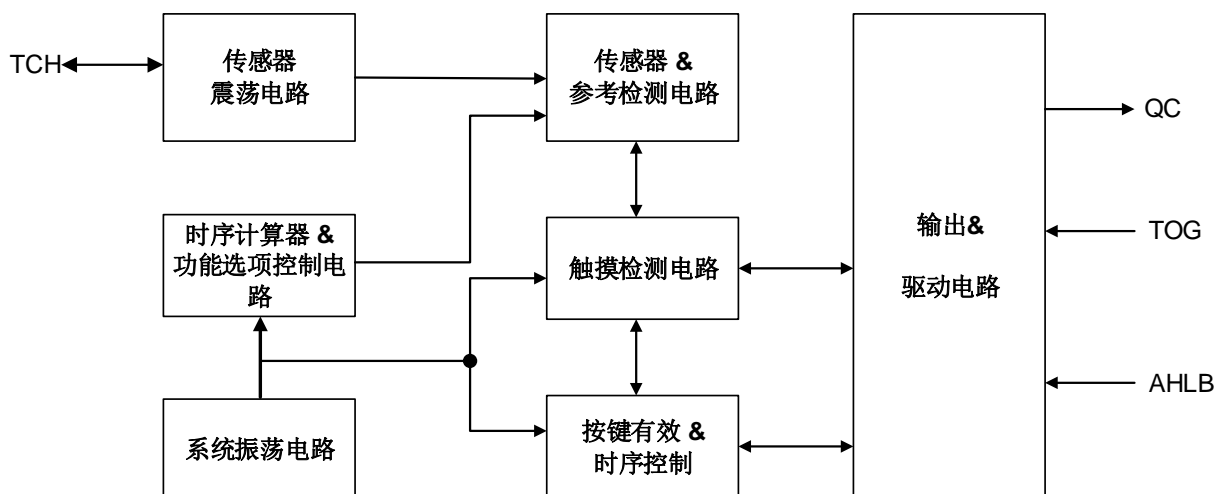 TCH
传感器
震荡电路
传感器 &
参考检测电路
时序计算器 &
功能选项控制电
路
触摸检测电路
系统振荡电路
按键有效 &
时序控制
输出&
驱动电路
QC
TOG
AHLB